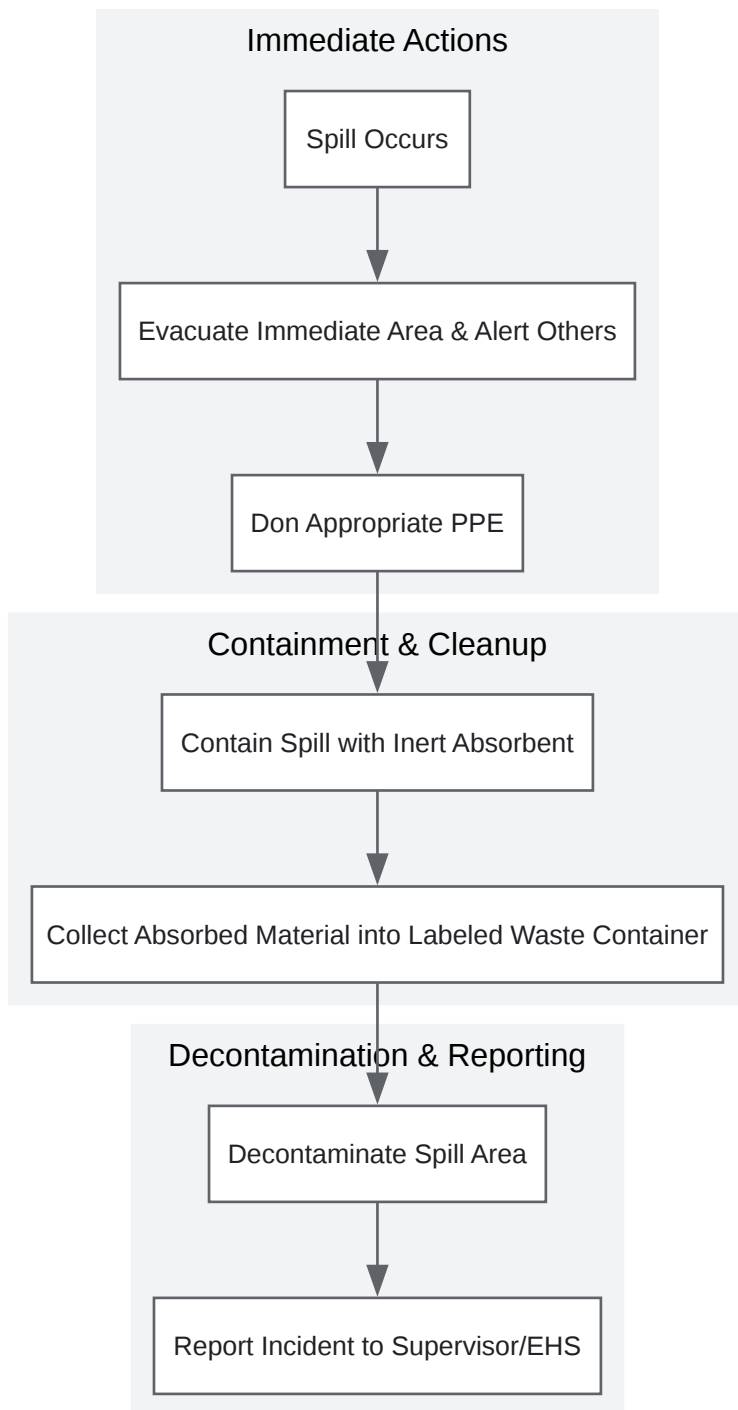 Immediate Actions
Spill Occurs
Evacuate Immediate Area & Alert Others
Don Appropriate PPE
Containment & Cleanup
Contain Spill with Inert Absorbent
Collect Absorbed Material into Labeled Waste Container
Decontamination & Reporting
Decontaminate Spill Area
Report Incident to Supervisor/EHS